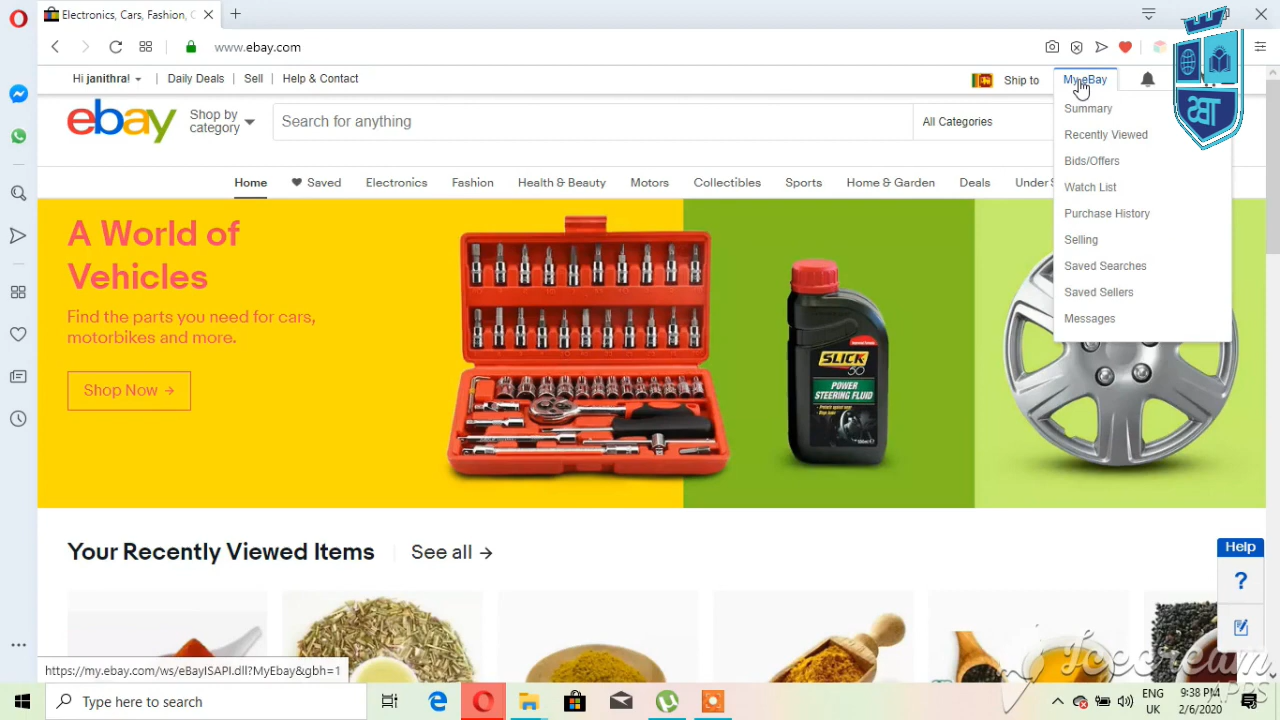 Electronics, Cars, Fashion, C
www.ebay.com
Hi janithra!
Daily Deals
Sell
Help & Contact
Ship to
My eBay
ebay
Shop by
category
Search for anything
All Categories
Summary
Recently Viewed
Bids/Offers
Watch List
Purchase History
Selling
Saved Searches
Saved Sellers
Messages
Home
Saved
Electronics
Fashion
Health & Beauty
Motors
Collectibles
Sports
Home & Garden
Deals
Under S
A World of
Vehicles
Find the parts you need for cars,
motorbikes and more.
Shop Now →
SLICK
50
POWER
STEERING FLUID
Your Recently Viewed Items
See all →
Help
?
https://my.ebay.com/ws/eBayISAPI.dll?MyEbay&gbh=1
Icecream
APPS
Type here to search
ENG
UK
9:38 PM
2/6/2020